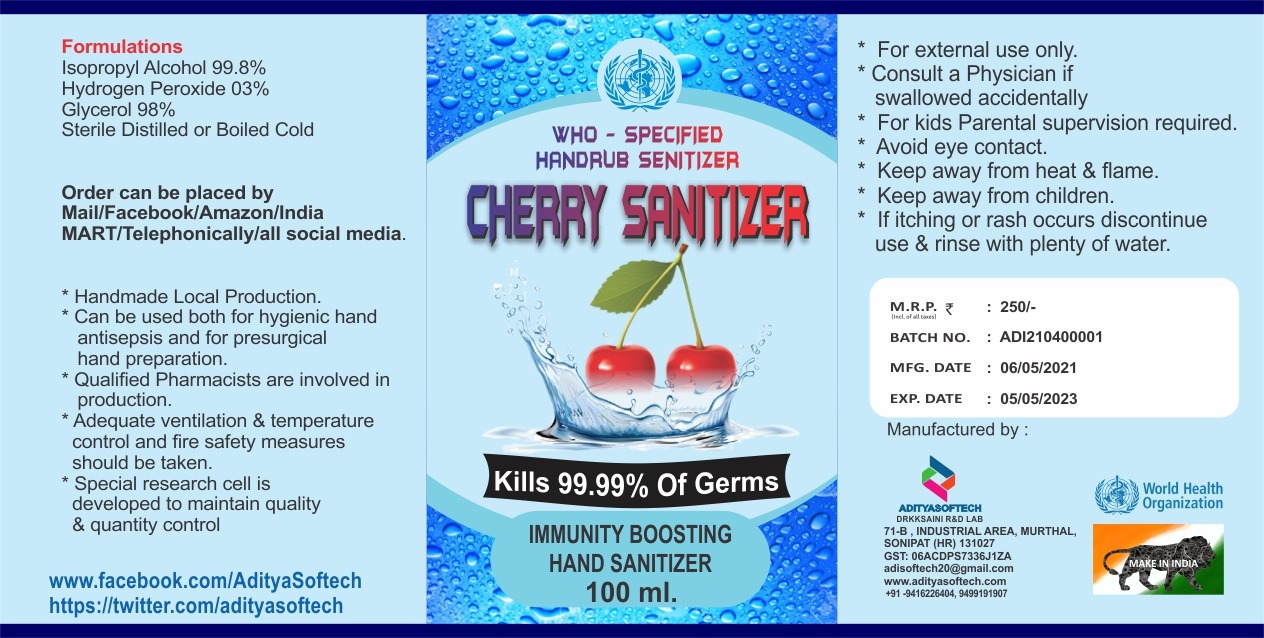 Formulations
Isopropyl Alcohol 99.8%
Hydrogen Peroxide 03%
Glycerol 98%
Sterile Distilled or Boiled Cold
Order can be placed by
Mail/Facebook/Amazon/India
MART/Telephonically/all social media.
* Handmade Local Production.
* Can be used both for hygienic hand
antisepsis and for presurgical
hand preparation.
* Qualified Pharmacists are involved in
production.
* Adequate ventilation & temperature
control and fire safety measures
should be taken.
* Special research cell is
developed to maintain quality
& quantity control
www.facebook.com/AdityaSoftech
https://twitter.com/adityasoftech
WHO - SPECIFIED
HANDRUB SENITIZER
CHERRY SANITIZER
Kills 99.99% Of Germs
IMMUNITY BOOSTING
HAND SANITIZER
100 ml.
* For external use only.
* Consult a Physician if
swallowed accidentally
* For kids Parental supervision required.
* Avoid eye contact.
* Keep away from heat & flame.
* Keep away from children.
* If itching or rash occurs discontinue
use & rinse with plenty of water.
M.R.P. ₹ : 250/-
(Incl. of all taxes)
BATCH NO. : ADI210400001
MFG. DATE : 06/05/2021
EXP. DATE : 05/05/2023
Manufactured by :
ADITYASOFTECH
DRKKSAINI R&D LAB
71-B , INDUSTRIAL AREA, MURTHAL,
SONIPAT (HR) 131027
GST: 06ACDPS7336J1ZA
adisoftech20@gmail.com
www.adityasoftech.com
+91 -9416226404, 9499191907
World Health
Organization
MAKE IN INDIA